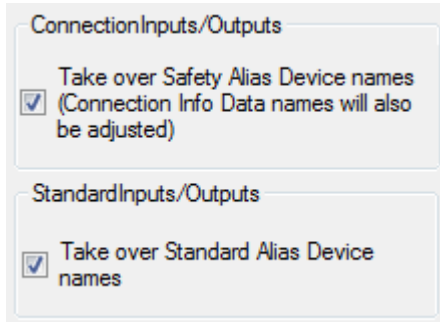 ConnectionInputs/Outputs
Take over Safety Alias Device names
(Connection Info Data names will also
be adjusted)
StandardInputs/Outputs
Take over Standard Alias Device
names